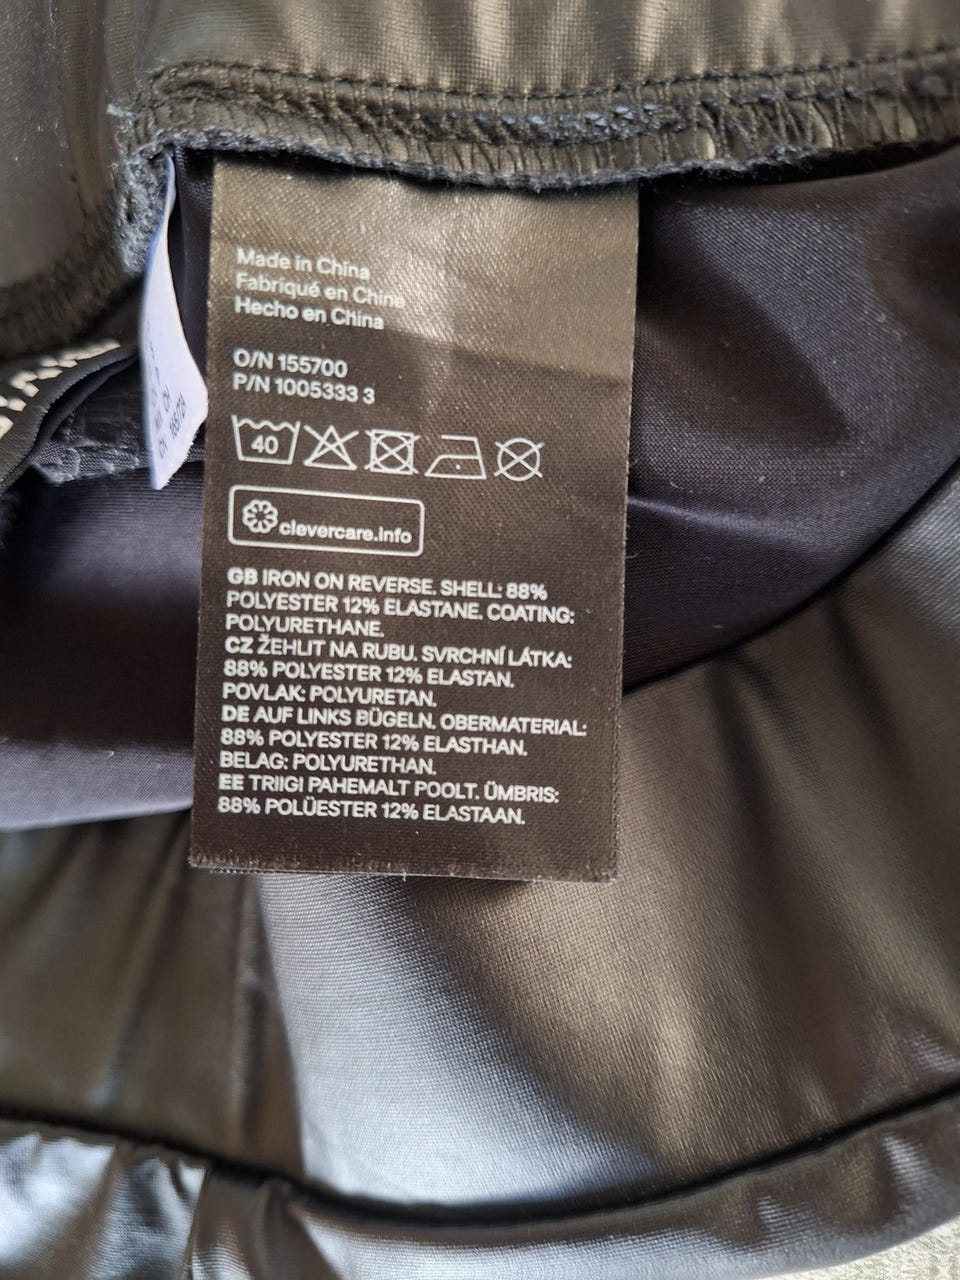 Made in China
Fabriqué en Chine
Hecho en China
O/N 155700
P/N 1005333 3
40
clevercare.info
GB IRON ON REVERSE. SHELL: 88%
POLYESTER 12% ELASTANE. COATING:
POLYURETHANE.
CZ ŽEHLIT NA RUBU. SVRCHNÍ LÁTKA:
88% POLYESTER 12% ELASTAN.
POVLAK: POLYURETAN.
DE AUF LINKS BÜGELN. OBERMATERIAL:
88% POLYESTER 12% ELASTHAN.
BELAG: POLYURETHAN.
EE TRIIGI PAHEMALT POOLT. ÜMBRIS:
88% POLÜESTER 12% ELASTAAN.